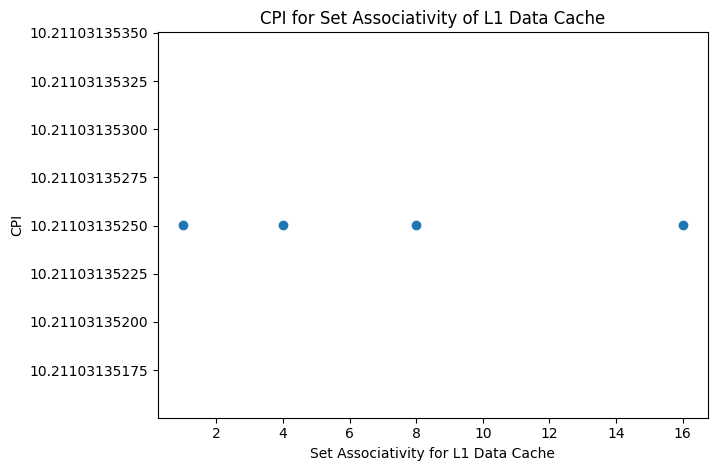 CPI for Set Associativity of L1 Data Cache
10.21103135350
10.21103135325
10.21103135300
10.21103135275
10.21103135250
10.21103135225
10.21103135200
10.21103135175
CPI
2 4 6 8 10 12 14 16
Set Associativity for L1 Data Cache